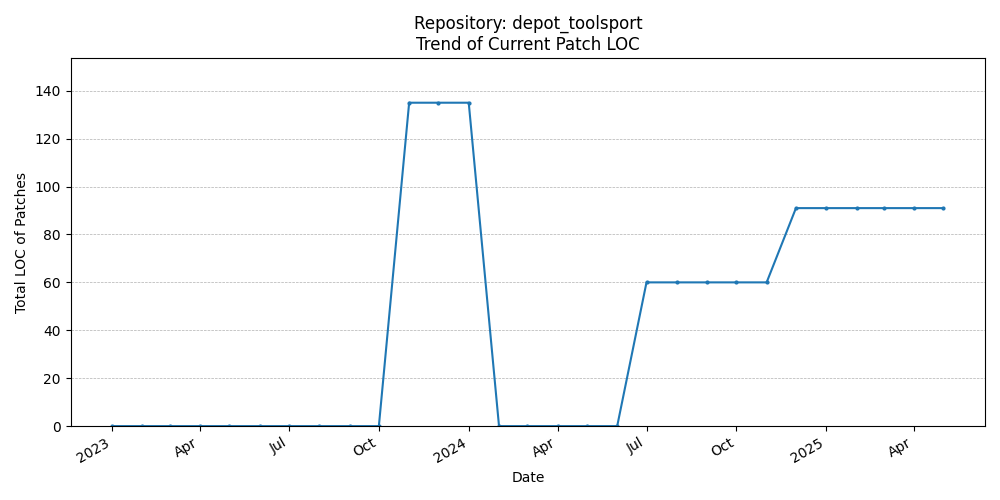 Repository: depot_toolsport
Trend of Current Patch LOC
Total LOC of Patches
140
120
100
80
60
40
20
0
2023
Apr
Jul
Oct
2024
Apr
Jul
Oct
2025
Apr
Date